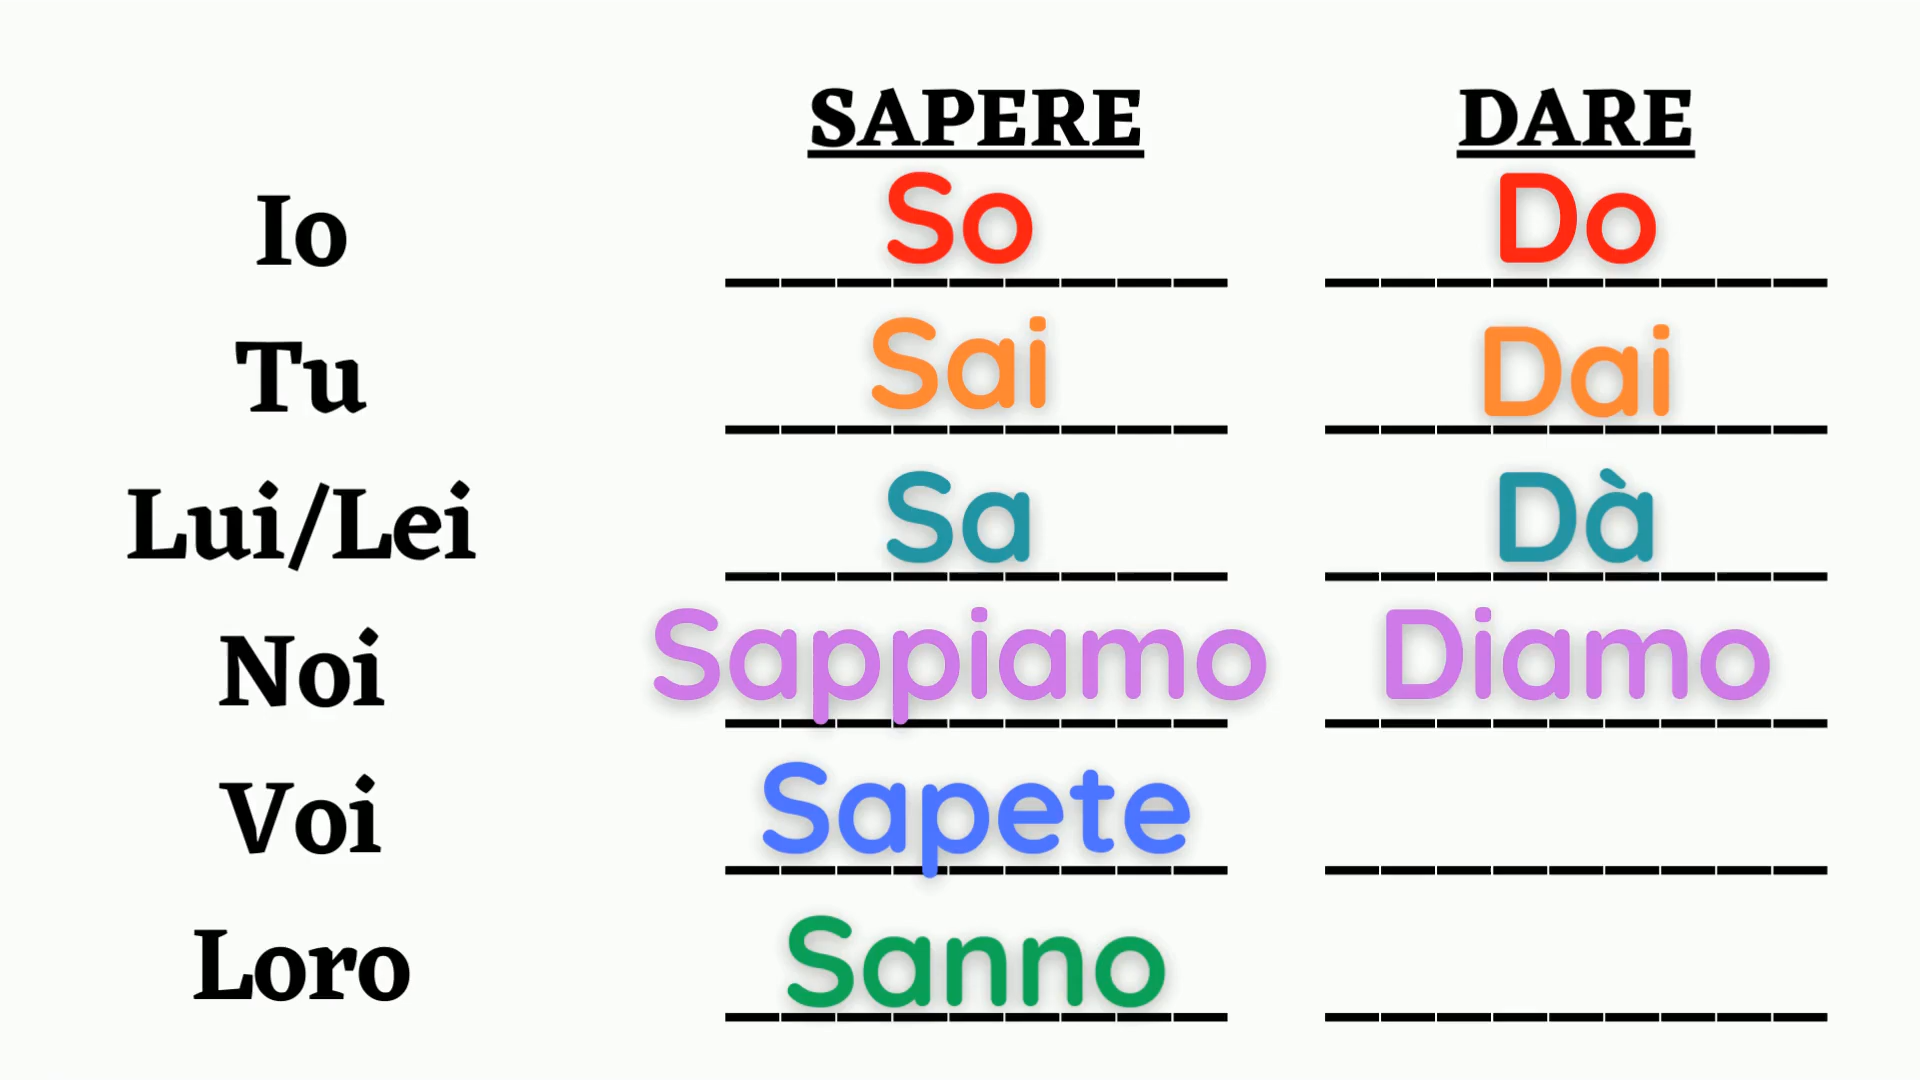 SAPERE DARE
Io So Do
Tu Sai Dai
Lui/Lei Sa Dà
Noi Sappiamo Diamo
Voi Sapete
Loro Sanno